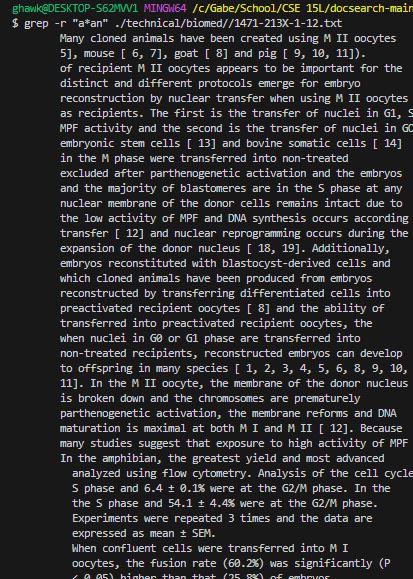 ghawk@DESKTOP-S62MVV1 MINGW64 /c/Gabe/School/CSE 15L/docsearch-main
$ grep -r "a*an" ./technical/biomed//1471-213X-1-12.txt
Many cloned animals have been created using M II oocytes
5], mouse [ 6, 7], goat [ 8] and pig [ 9, 10, 11]).
of recipient M II oocytes appears to be important for the
distinct and different protocols emerge for embryo
reconstruction by nuclear transfer when using M II oocytes
as recipients. The first is the transfer of nuclei in G1, S
MPF activity and the second is the transfer of nuclei in G0
embryonic stem cells [ 13] and bovine somatic cells [ 14]
in the M phase were transferred into non-treated
excluded after parthenogenetic activation and the embryos
and the majority of blastomeres are in the S phase at any
nuclear membrane of the donor cells remains intact due to
the low activity of MPF and DNA synthesis occurs according
transfer [ 12] and nuclear reprogramming occurs during the
expansion of the donor nucleus [ 18, 19]. Additionally,
embryos reconstituted with blastocyst-derived cells and
which cloned animals have been produced from embryos
reconstructed by transferring differentiated cells into
preactivated recipient oocytes [ 8] and the ability of
transferred into preactivated recipient oocytes, the
when nuclei in G0 or G1 phase are transferred into
non-treated recipients, reconstructed embryos can develop
to offspring in many species [ 1, 2, 3, 4, 5, 6, 8, 9, 10,
11]. In the M II oocyte, the membrane of the donor nucleus
is broken down and the chromosomes are prematurely
parthenogenetic activation, the membrane reforms and DNA
maturation is maximal at both M I and M II [ 12]. Because
many studies suggest that exposure to high activity of MPF
In the amphibian, the greatest yield and most advanced
analyzed using flow cytometry. Analysis of the cell cycle
S phase and 6.4 ± 0.1% were at the G2/M phase. In the
the S phase and 54.1 ± 4.4% were at the G2/M phase.
Experiments were repeated 3 times and the data are
expressed as mean ± SEM.
When confluent cells were transferred into M I
oocytes, the fusion rate (60.2%) was significantly (P
< 0.05) higher than that (25.8%) of embryos